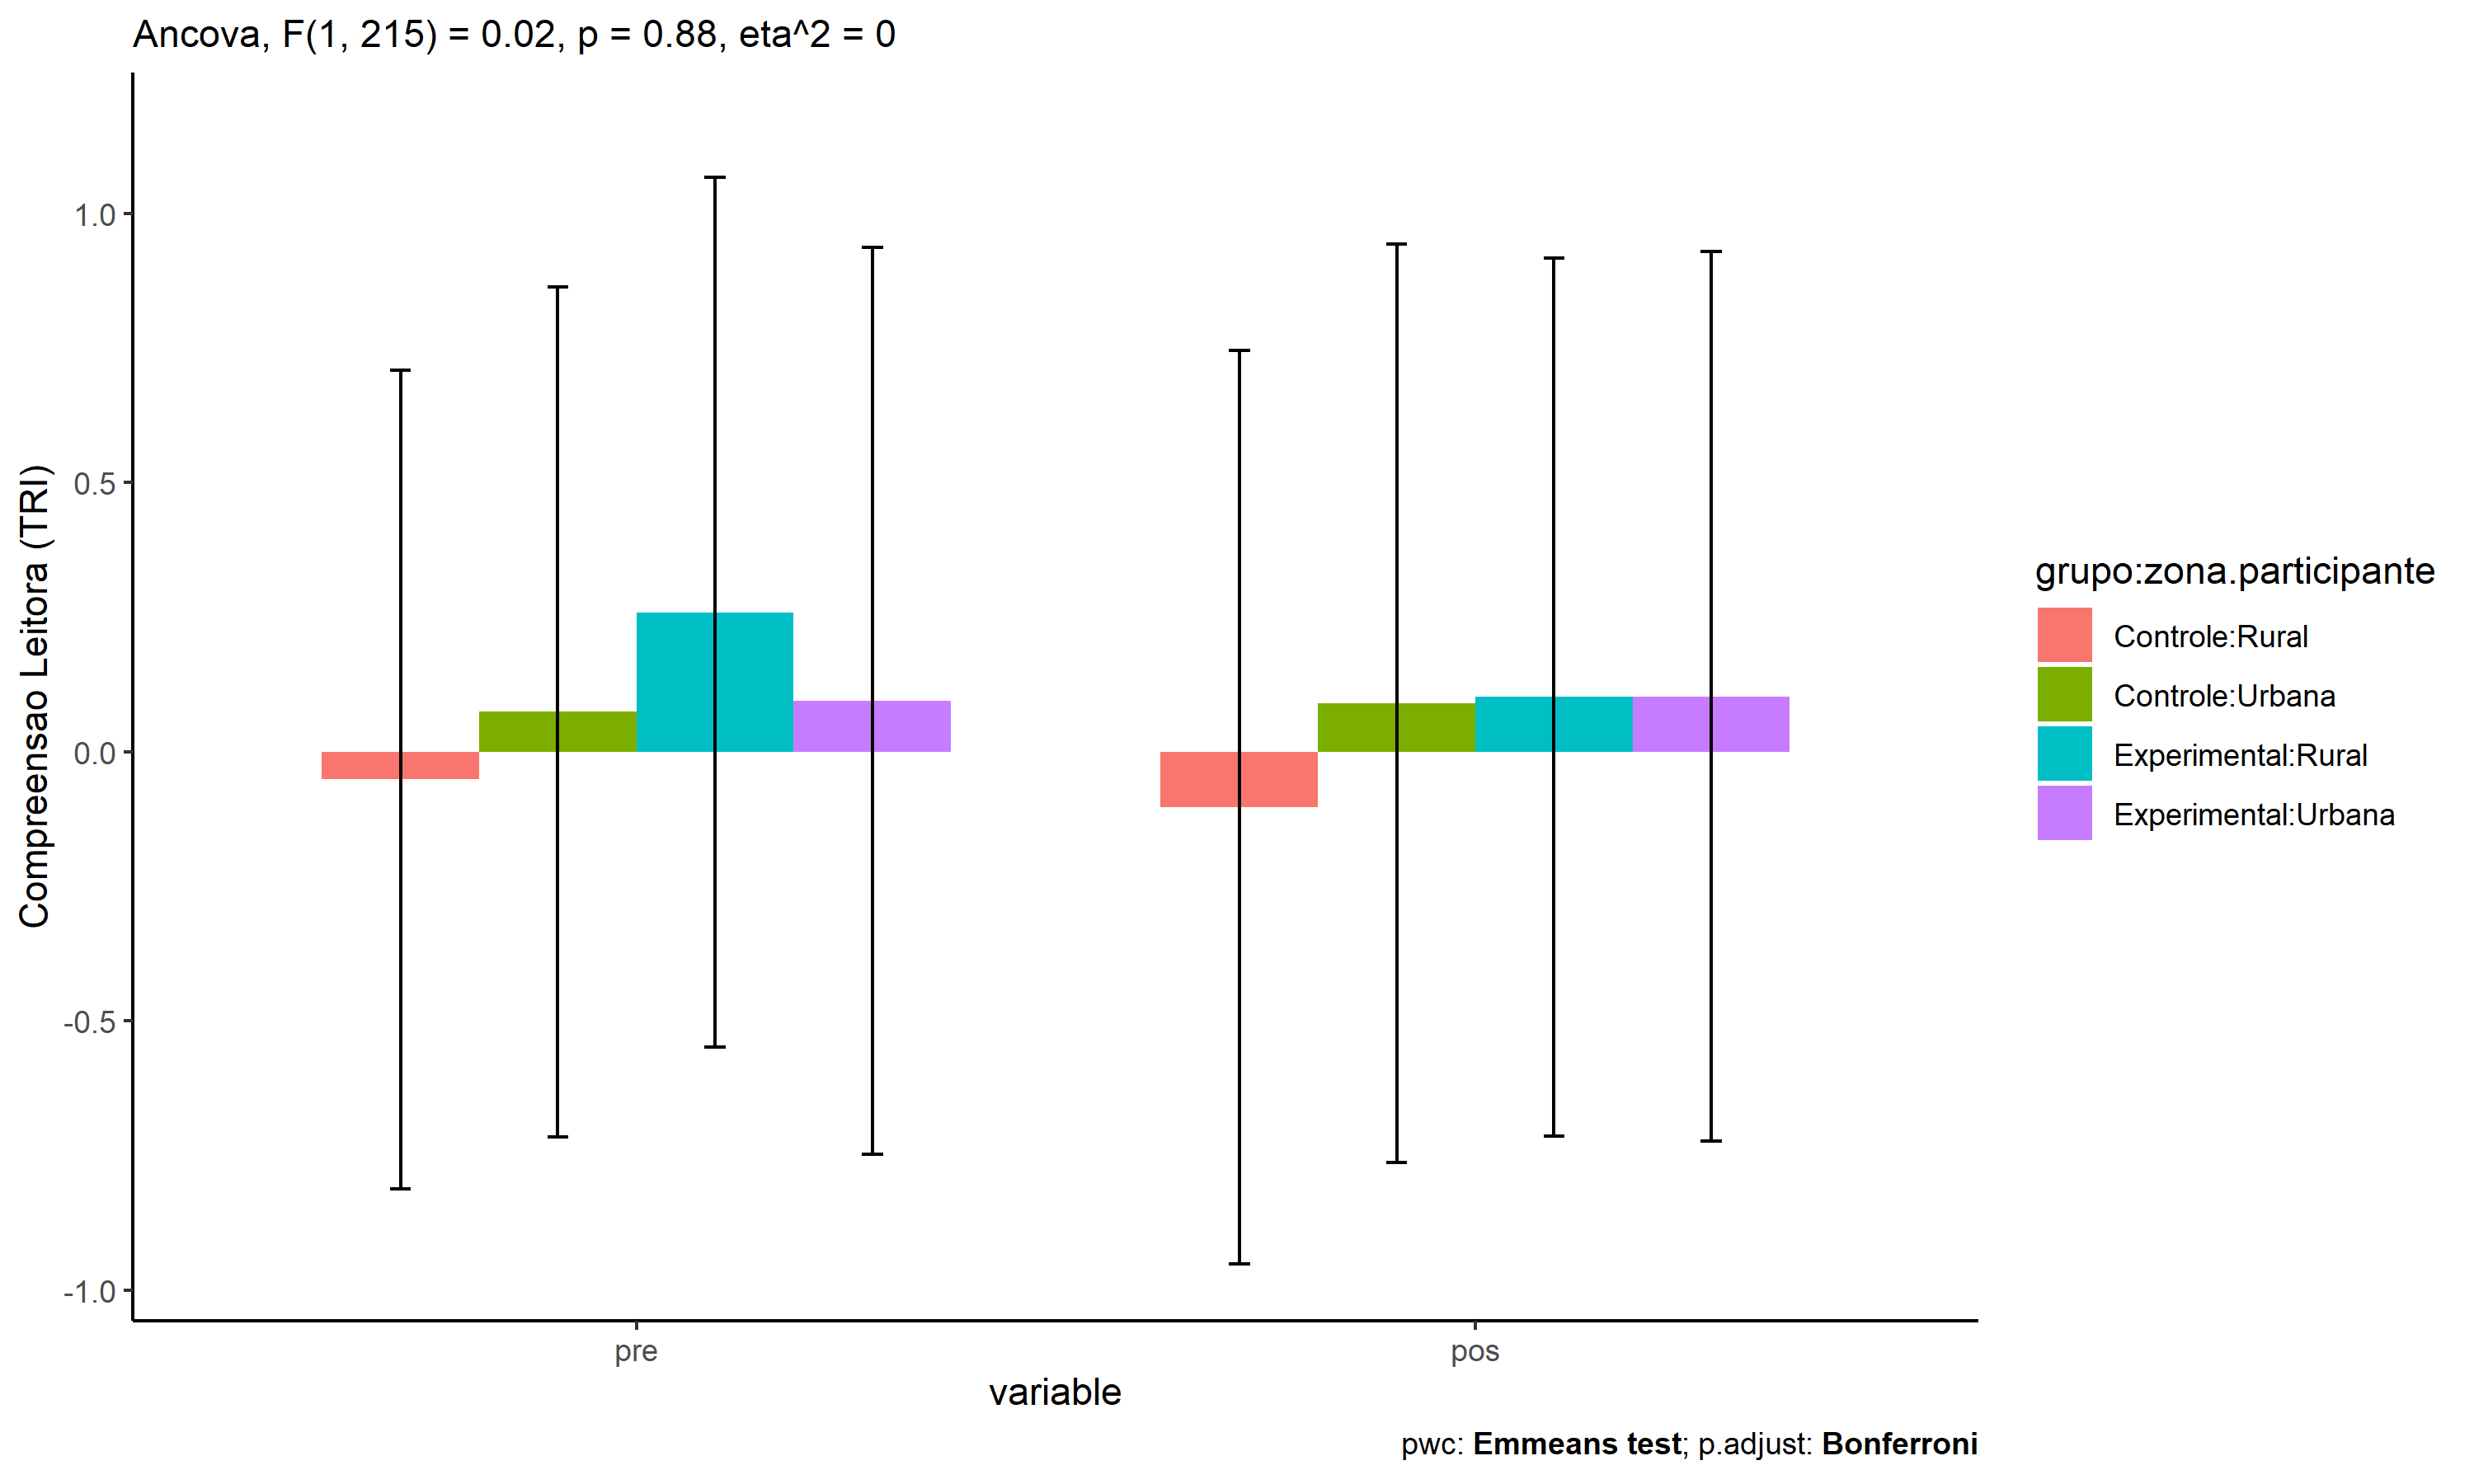 Ancova, F(1, 215) = 0.02, p = 0.88, eta^2 = 0
Compreensao Leitora (TRI)
1.0
0.5
0.0
-0.5
-1.0
pre
pos
variable
grupo:zona.participante
Controle:Rural
Controle:Urbana
Experimental:Rural
Experimental:Urbana
pwc: Emmeans test; p.adjust: Bonferroni